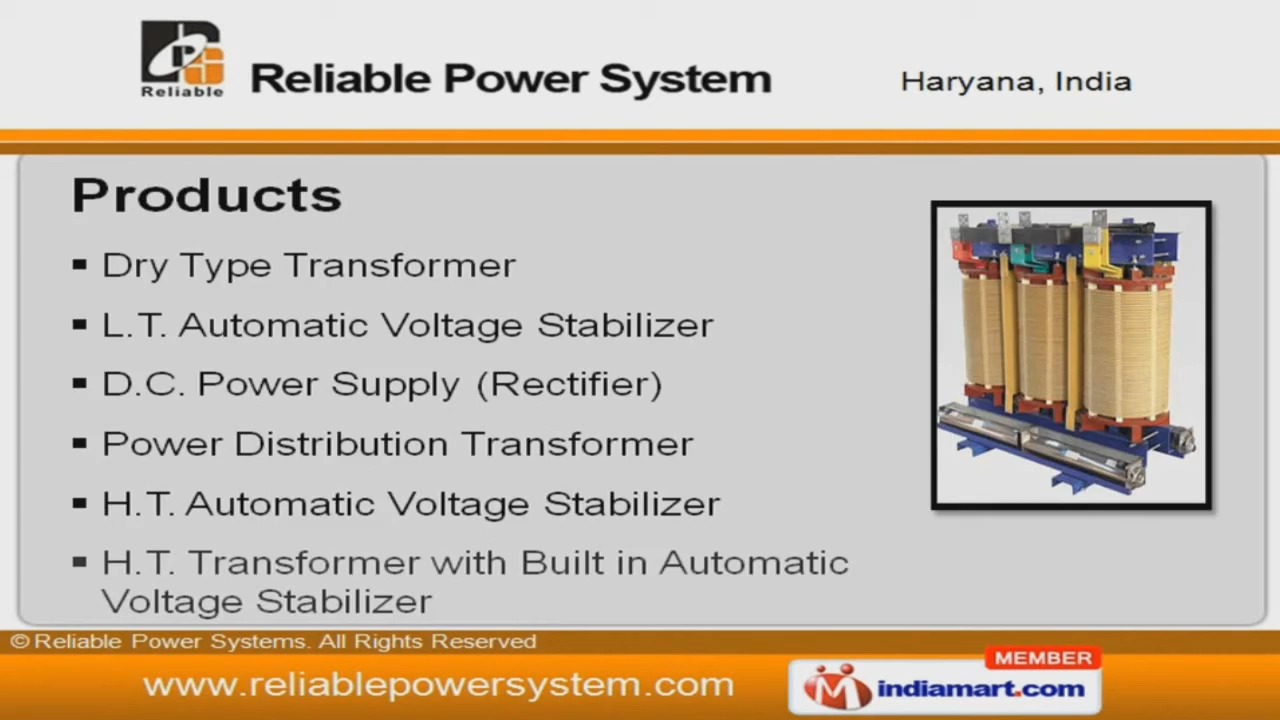 Reliable
Reliable Power System
Haryana, India
Products
▪ Dry Type Transformer
▪ L.T. Automatic Voltage Stabilizer
▪ D.C. Power Supply (Rectifier)
▪ Power Distribution Transformer
▪ H.T. Automatic Voltage Stabilizer
▪ H.T. Transformer with Built in Automatic
Voltage Stabilizer
© Reliable Power Systems. All Rights Reserved
www.reliablepowersystem.com
MEMBER
indiamart.com